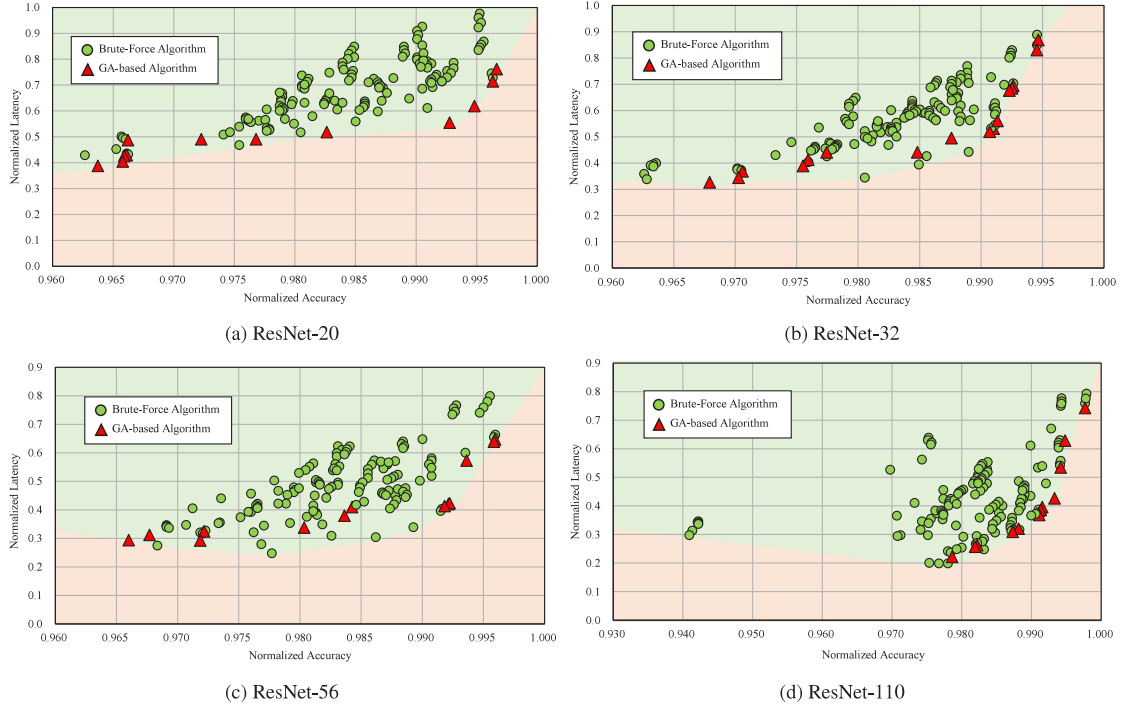 1.0
0.9
0.8
0.7
0.6
0.5
0.4
0.3
0.2
0.1
0.0
Normalized Latency
Brute-Force Algorithm
GA-based Algorithm
0.960 0.965 0.970 0.975 0.980 0.985 0.990 0.995 1.000
Normalized Accuracy
(a) ResNet-20
1.0
0.9
0.8
0.7
0.6
0.5
0.4
0.3
0.2
0.1
0.0
Normalized Latency
Brute-Force Algorithm
GA-based Algorithm
0.960 0.965 0.970 0.975 0.980 0.985 0.990 0.995 1.000
Normalized Accuracy
(b) ResNet-32
0.9
0.8
0.7
0.6
0.5
0.4
0.3
0.2
0.1
0.0
Normalized Latency
Brute-Force Algorithm
GA-based Algorithm
0.960 0.965 0.970 0.975 0.980 0.985 0.990 0.995 1.000
Normalized Accuracy
(c) ResNet-56
0.9
0.8
0.7
0.6
0.5
0.4
0.3
0.2
0.1
0.0
Normalized Latency
Brute-Force Algorithm
GA-based Algorithm
0.930 0.940 0.950 0.960 0.970 0.980 0.990 1.000
Normalized Accuracy
(d) ResNet-110